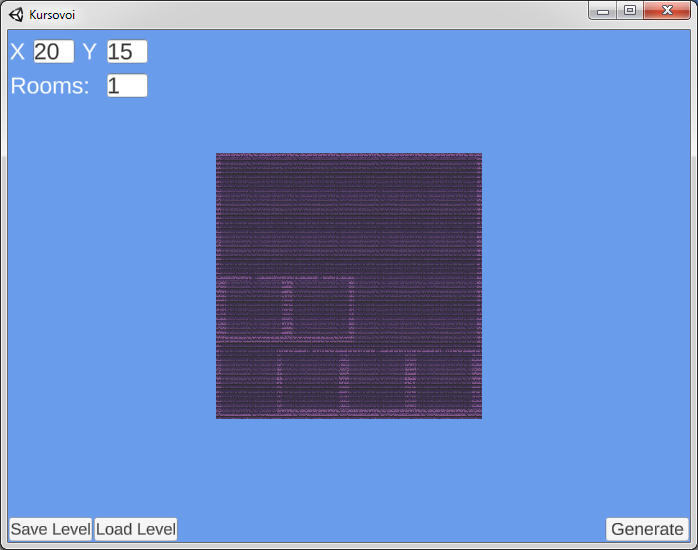 Kursovoi
X 20 Y 15
Rooms: 1
Save Level Load Level Generate